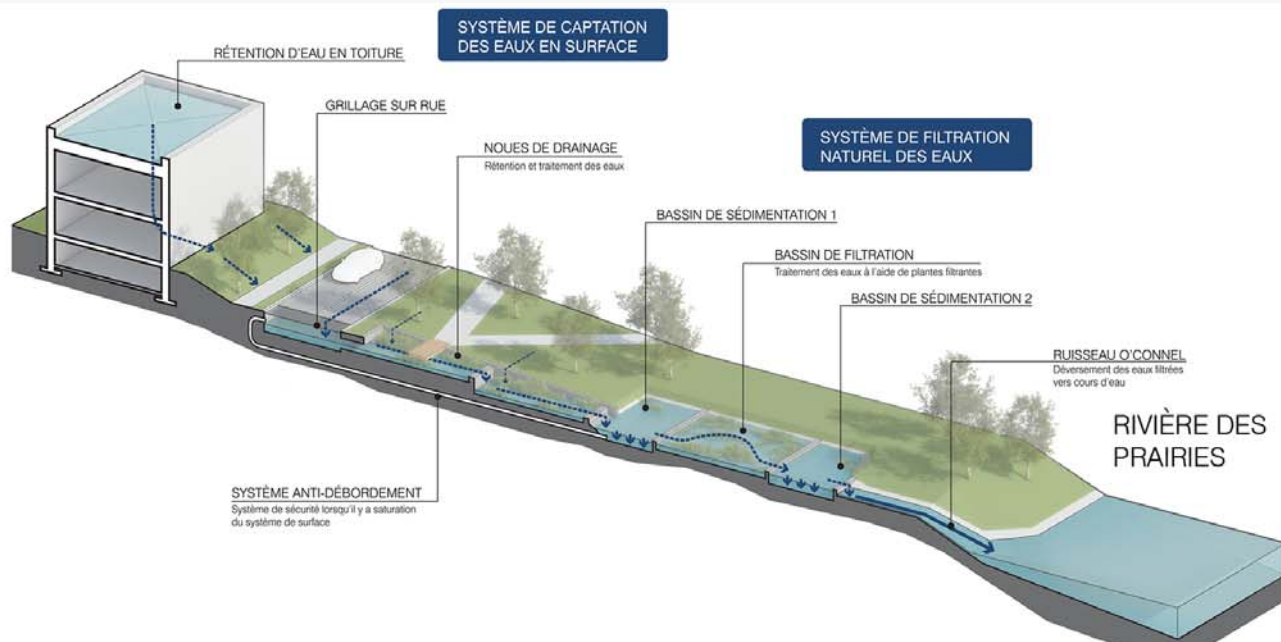 SYSTÈME DE CAPTATION
DES EAUX EN SURFACE
RÉTENTION D'EAU EN TOITURE
GRILLAGE SUR RUE
NOUES DE DRAINAGE
Rétention et traitement des eaux
SYSTÈME DE FILTRATION
NATUREL DES EAUX
BASSIN DE SÉDIMENTATION 1
BASSIN DE FILTRATION
Traitement des eaux à l'aide de plantes filtrantes
BASSIN DE SÉDIMENTATION 2
RUISSEAU O'CONNEL
Déversement des eaux filtrées
vers cours d'eau
RIVIÈRE DES
PRAIRIES
SYSTÈME ANTI-DÉBORDEMENT
Système de sécurité lorsqu'il y a saturation
du système de surface